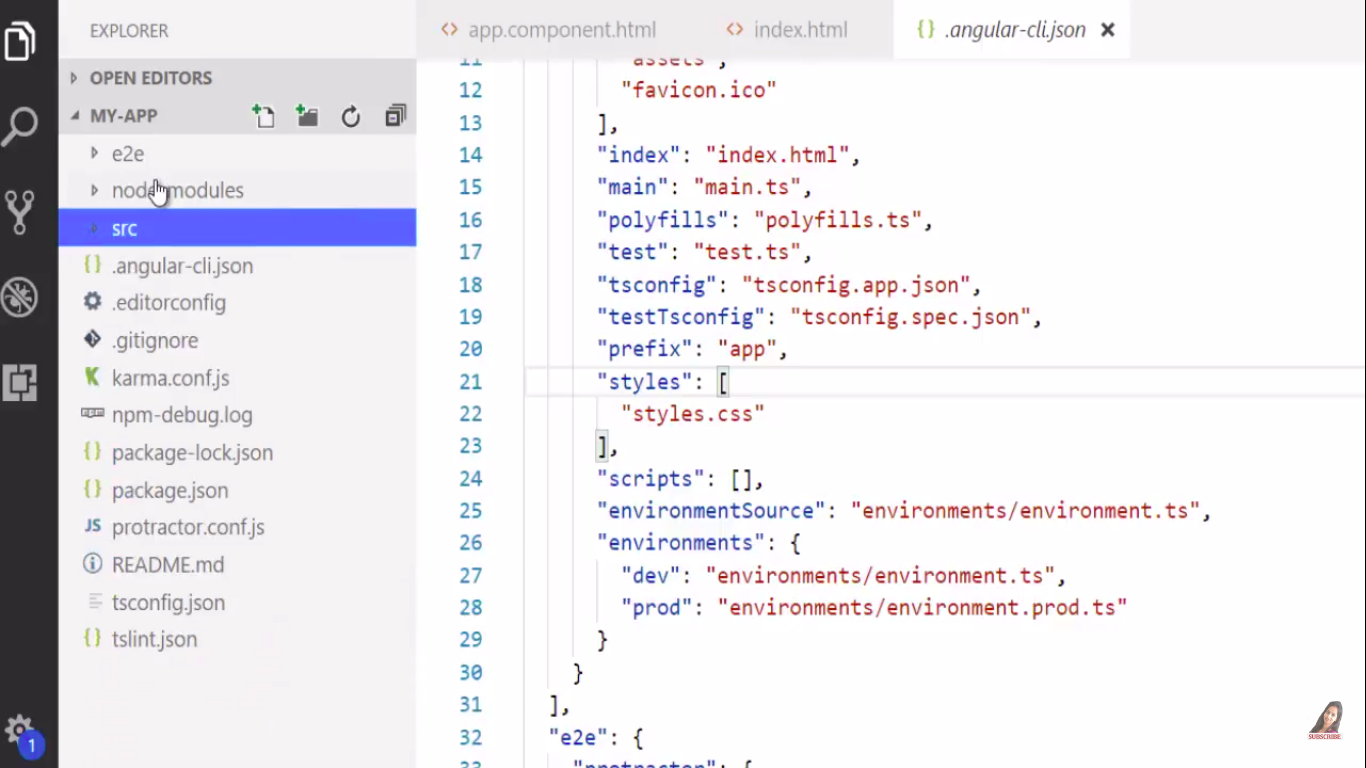 EXPLORER
OPEN EDITORS
MY-APP
e2e
node_modules
src
.angular-cli.json
.editorconfig
.gitignore
karma.conf.js
npm-debug.log
package-lock.json
package.json
JS protractor.conf.js
README.md
tsconfig.json
tslint.json
1
app.component.html
index.html
{} .angular-cli.json
11 "assets",
12 "favicon.ico"
13 ],
14 "index": "index.html",
15 "main": "main.ts",
16 "polyfills": "polyfills.ts",
17 "test": "test.ts",
18 "tsconfig": "tsconfig.app.json",
19 "testTsconfig": "tsconfig.spec.json",
20 "prefix": "app",
21 "styles": [
22 "styles.css"
23 ],
24 "scripts": [],
25 "environmentSource": "environments/environment.ts",
26 "environments": {
27 "dev": "environments/environment.ts",
28 "prod": "environments/environment.prod.ts"
29 }
30 }
31 ],
32 "e2e": {
33 "protractor": {
SUBSCRIBE